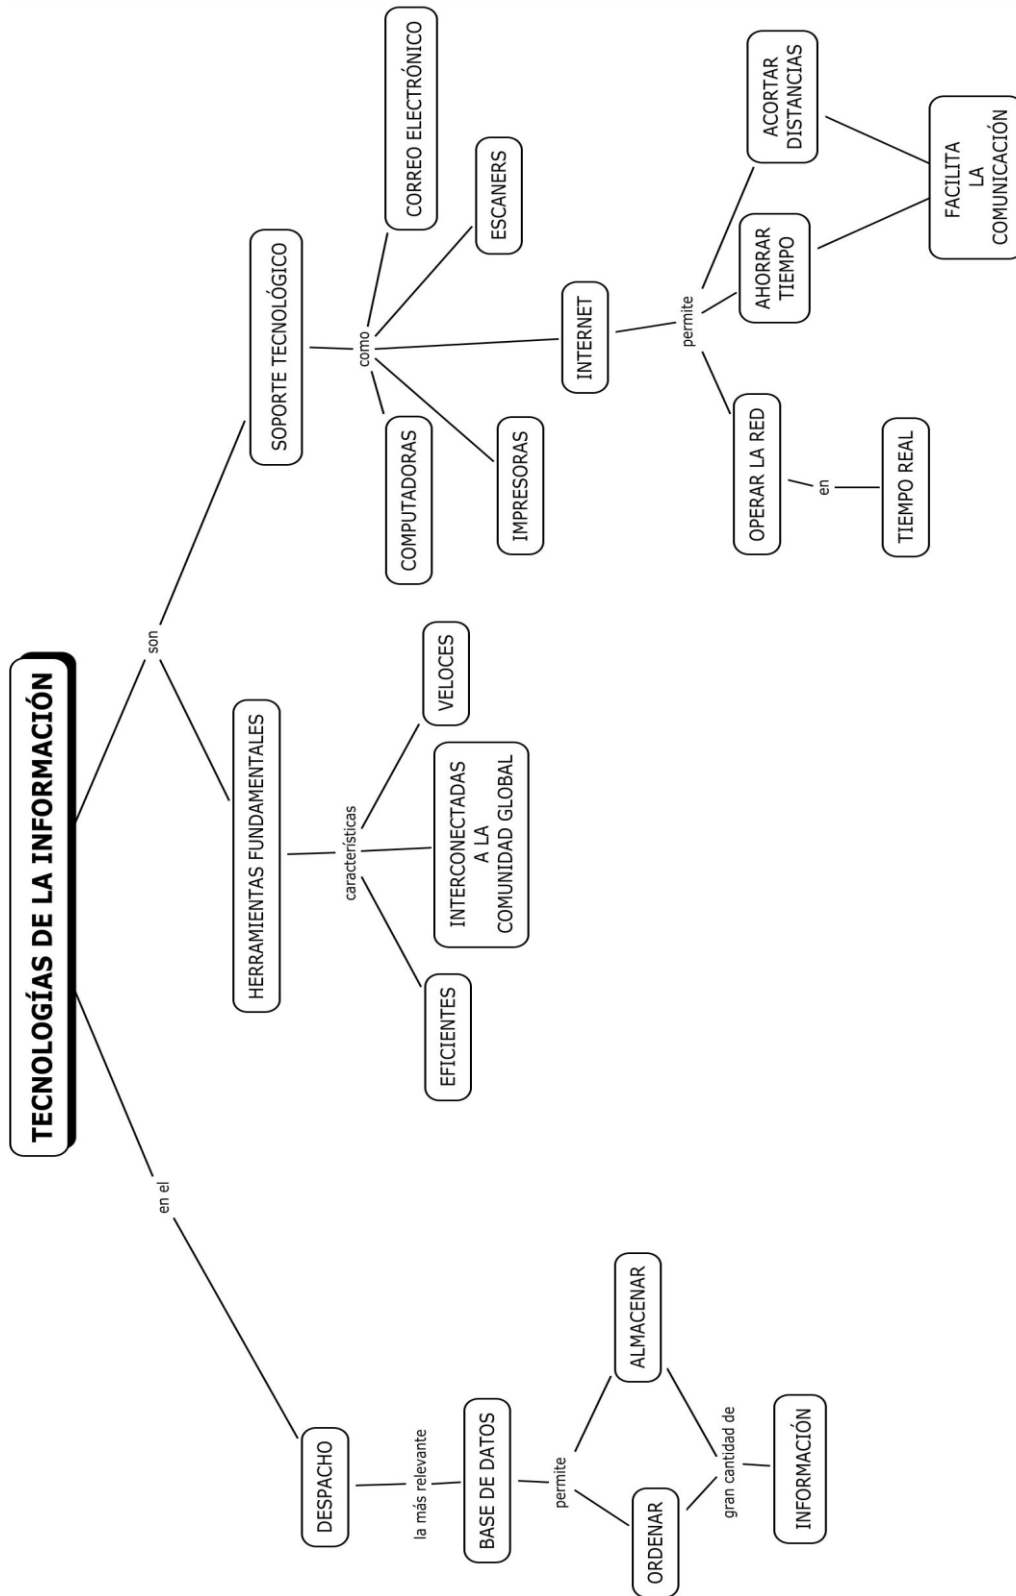 TECNOLOGÍAS DE LA INFORMACIÓN
en el
son
DESPACHO
HERRAMIENTAS FUNDAMENTALES
SOPORTE TECNOLÓGICO
la más relevante
características
como
BASE DE DATOS
EFICIENTES
INTERCONECTADAS
A LA
COMUNIDAD GLOBAL
VELOCES
COMPUTADORAS
CORREO ELECTRÓNICO
IMPRESORAS
ESCANERS
permite
INTERNET
ORDENAR
ALMACENAR
permite
gran cantidad de
OPERAR LA RED
AHORRAR
TIEMPO
ACORTAR
DISTANCIAS
INFORMACIÓN
en
TIEMPO REAL
FACILITA
LA
COMUNICACIÓN